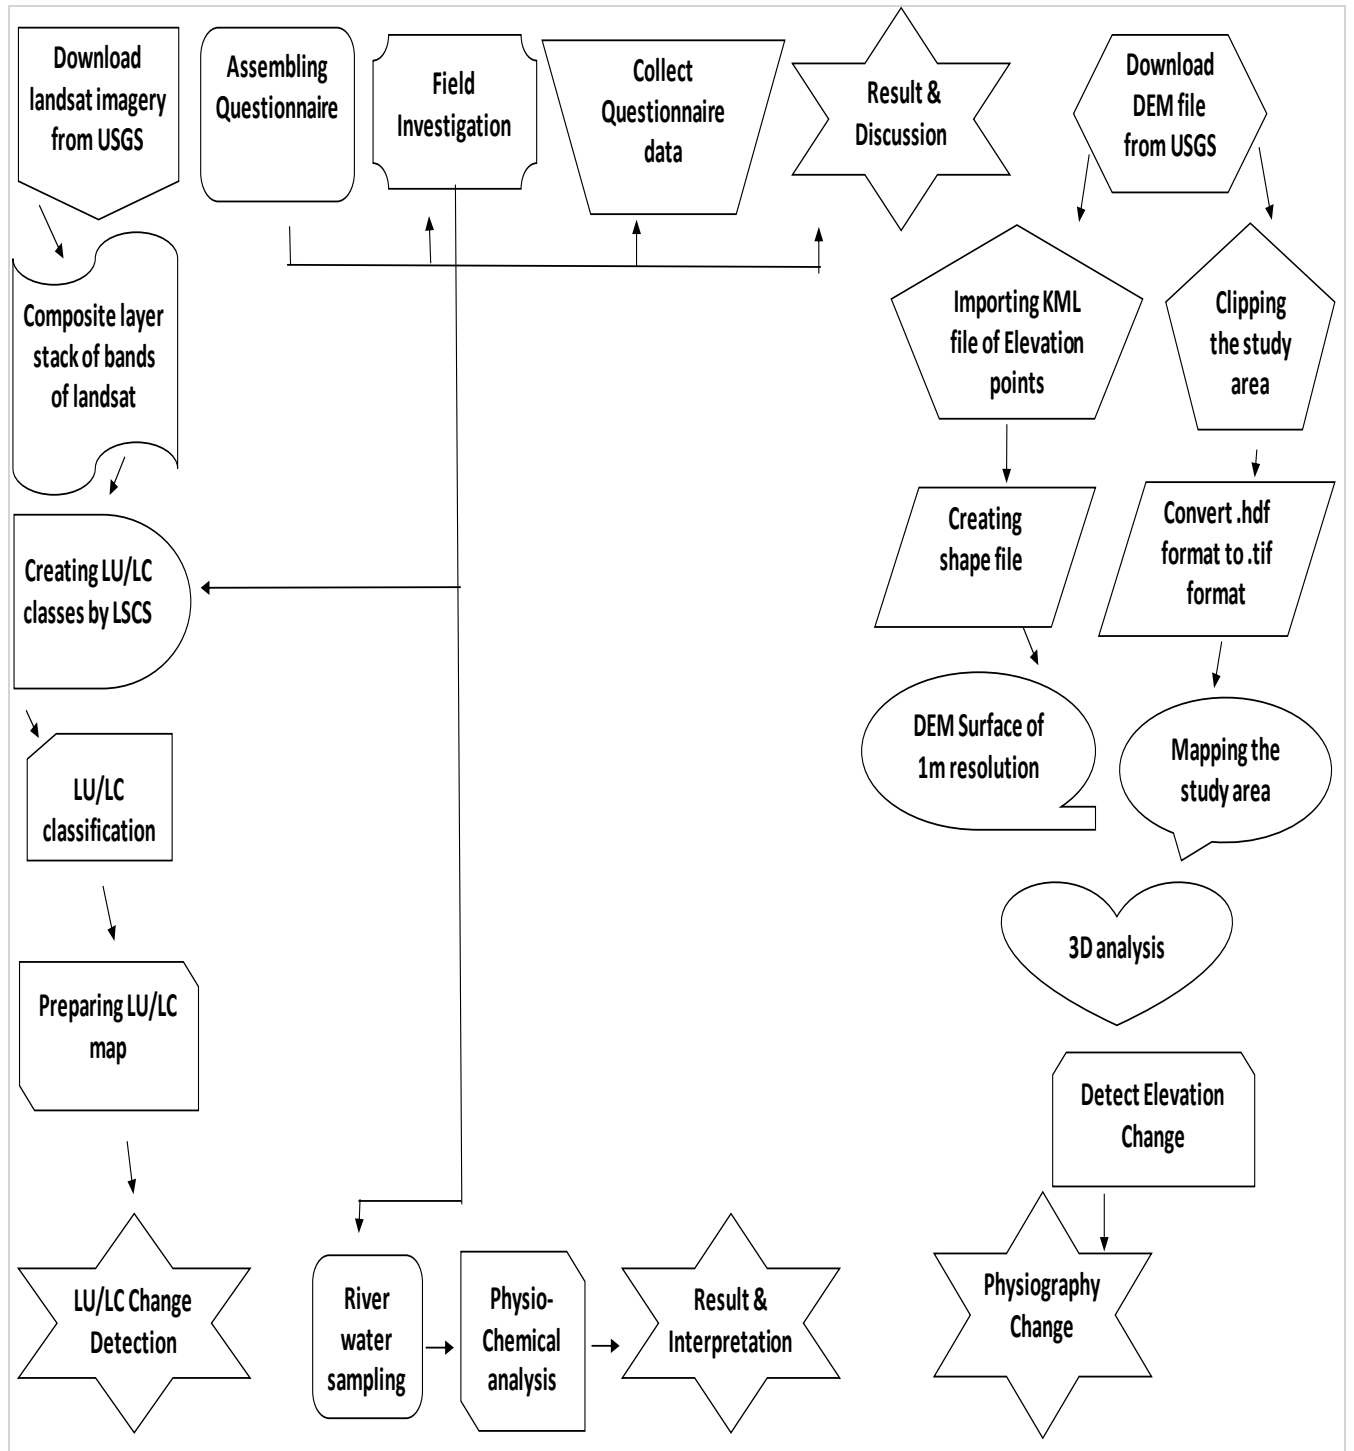 Download
landsat imagery
from USGS
Assembling
Questionnaire
Field
Investigation
Collect
Questionnaire
data
Result &
Discussion
Download
DEM file
from USGS
Composite layer
stack of bands
of landsat
Importing KML
file of Elevation
points
Clipping
the study
area
Creating LU/LC
classes by LSCS
Creating
shape file
Convert .hdf
format to .tif
format
LU/LC
classification
DEM Surface of
1m resolution
Mapping the
study area
3D analysis
Preparing LU/LC
map
Detect Elevation
Change
LU/LC Change
Detection
River
water
sampling
Physio-
Chemical
analysis
Result &
Interpretation
Physiography
Change